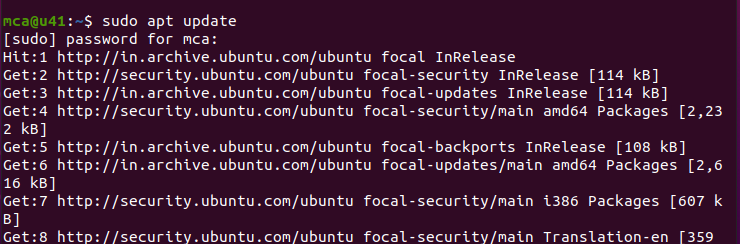 mca@u41:~$ sudo apt update
[sudo] password for mca:
Hit:1 http://in.archive.ubuntu.com/ubuntu focal InRelease
Get:2 http://security.ubuntu.com/ubuntu focal-security InRelease [114 kB]
Get:3 http://in.archive.ubuntu.com/ubuntu focal-updates InRelease [114 kB]
Get:4 http://security.ubuntu.com/ubuntu focal-security/main amd64 Packages [2,23
2 kB]
Get:5 http://in.archive.ubuntu.com/ubuntu focal-backports InRelease [108 kB]
Get:6 http://in.archive.ubuntu.com/ubuntu focal-updates/main amd64 Packages [2,6
16 kB]
Get:7 http://security.ubuntu.com/ubuntu focal-security/main i386 Packages [607 k
B]
Get:8 http://security.ubuntu.com/ubuntu focal-security/main Translation-en [359